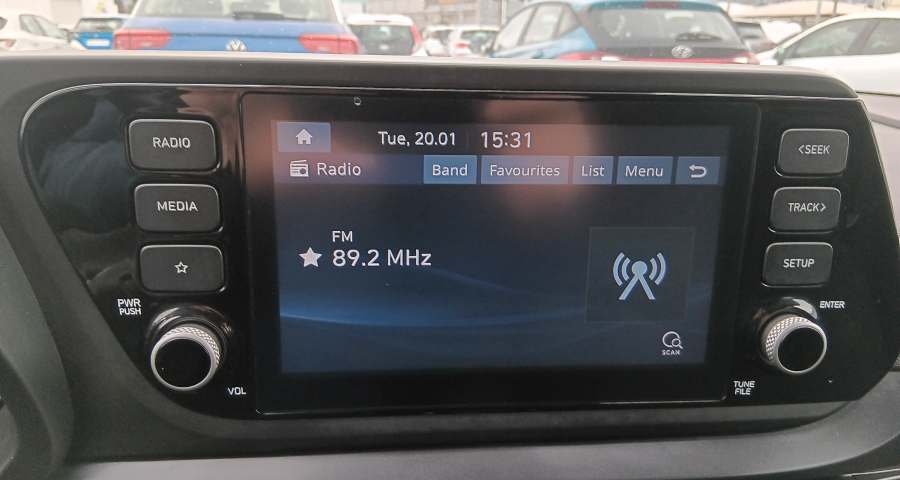 Tue, 20.01 15:31
Radio Band Favourites List Menu
FM
89.2 MHz
SCAN
RADIO
MEDIA
PWR
PUSH
VOL
<SEEK
TRACK>
SETUP
ENTER
TUNE
FILE